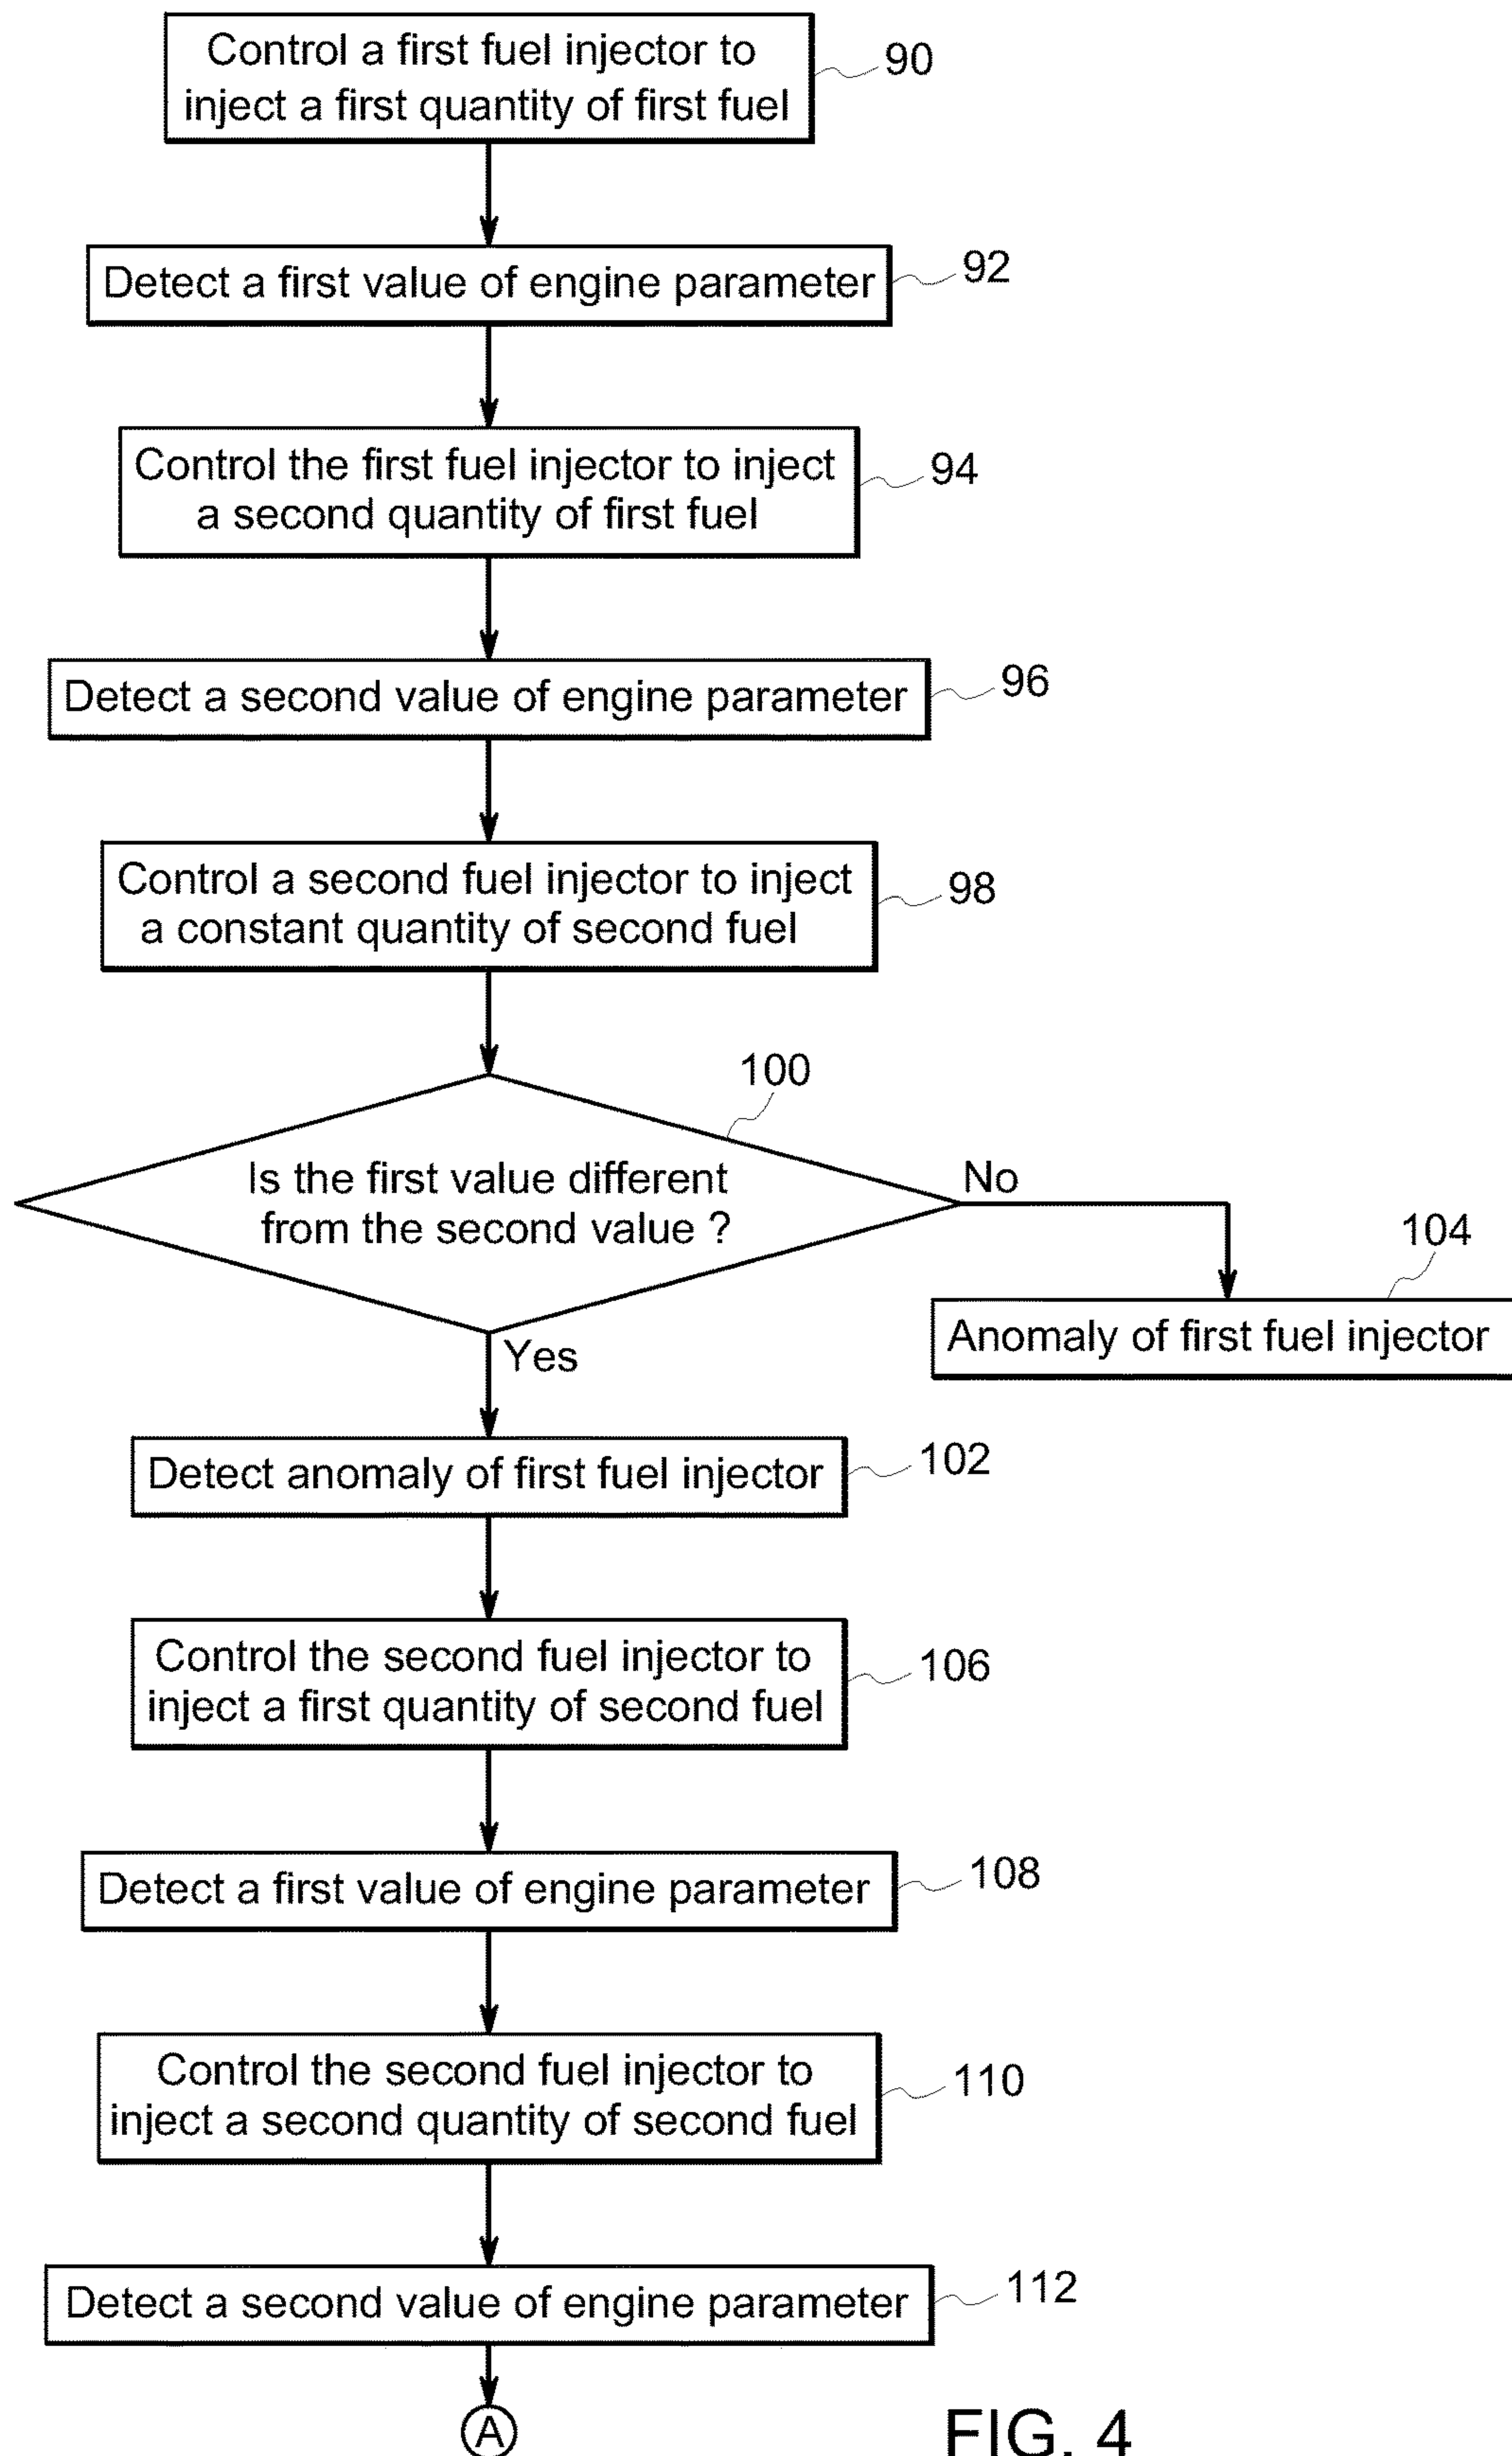 Control a first fuel injector to
inject a first quantity of first fuel
90
Detect a first value of engine parameter
92
Control the first fuel injector to inject
a second quantity of first fuel
94
Detect a second value of engine parameter
96
Control a second fuel injector to inject
a constant quantity of second fuel
98
100
Is the first value different
from the second value ?
No
104
Anomaly of first fuel injector
Yes
Detect anomaly of first fuel injector
102
Control the second fuel injector to
inject a first quantity of second fuel
106
Detect a first value of engine parameter
108
Control the second fuel injector to
inject a second quantity of second fuel
110
Detect a second value of engine parameter
112
A
FIG. 4